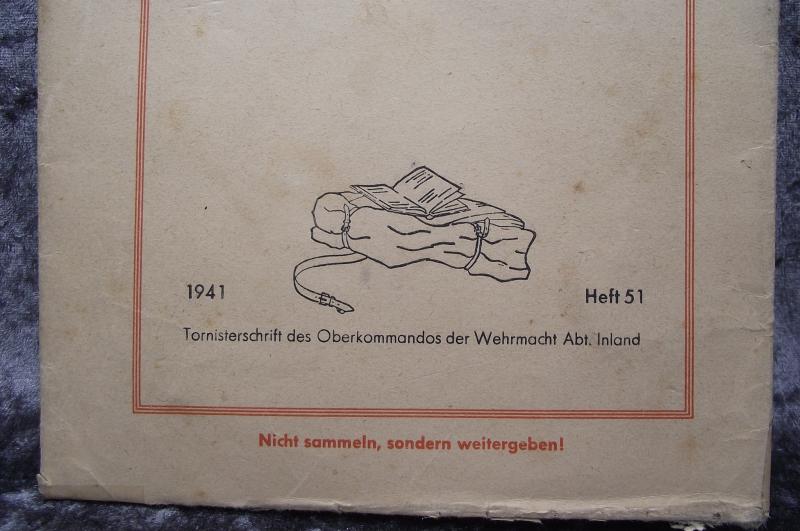 1941
Heft 51
Tornisterschrift des Oberkommandos der Wehrmacht Abt. Inland
Nicht sammeln, sondern weitergeben!